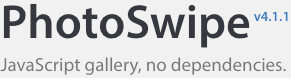 PhotoSwipe v4.1.1
JavaScript gallery, no dependencies.